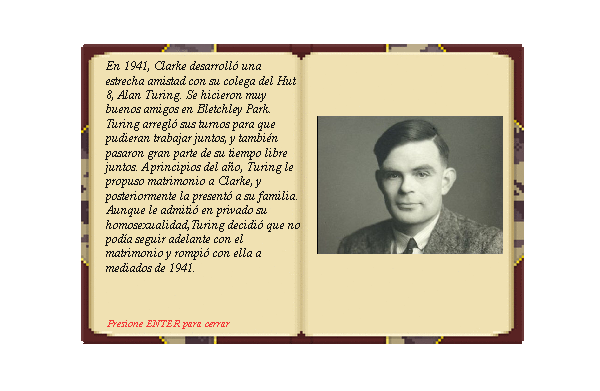 En 1941, Clarke desarrolló una
estrecha amistad con su colega del Hut
8, Alan Turing. Se hicieron muy
buenos amigos en Bletchley Park.
Turing arregló sus turnos para que
pudieran trabajar juntos, y también
pasaron gran parte de su tiempo libre
juntos. A principios del año, Turing le
propuso matrimonio a Clarke, y
posteriormente la presentó a su familia.
Aunque le admitió en privado su
homosexualidad, Turing decidió que no
podía seguir adelante con el
matrimonio y rompió con ella a
mediados de 1941.
Presione ENTER para cerrar